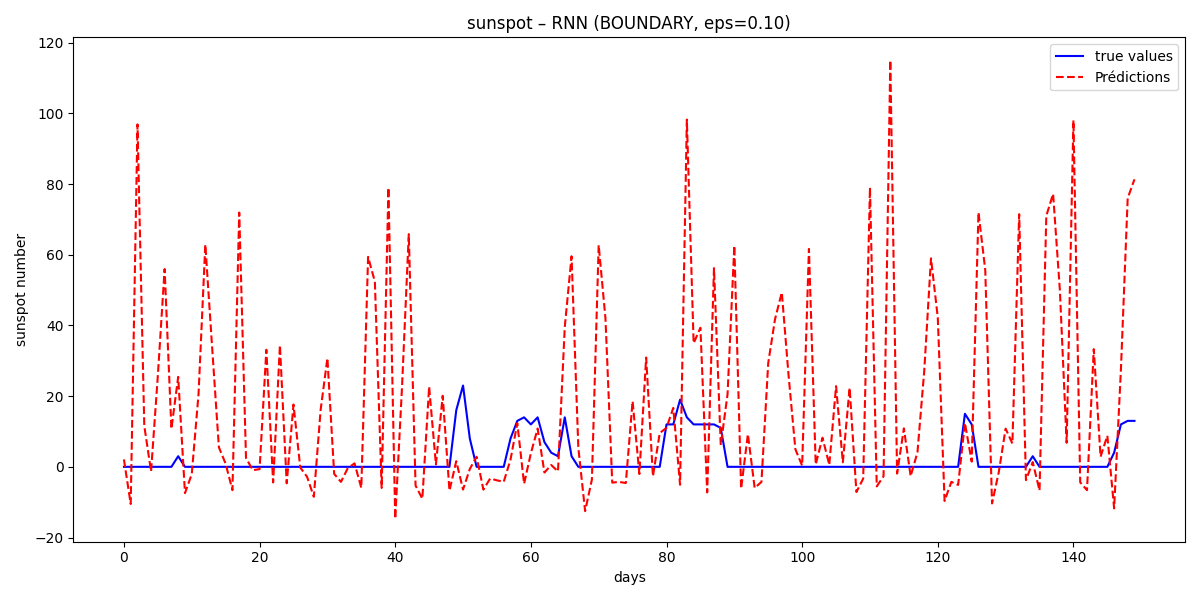 sunspot – RNN (BOUNDARY, eps=0.10)
true values
Prédictions
sunspot number
120
100
80
60
40
20
0
−20
0 20 40 60 80 100 120 140
days